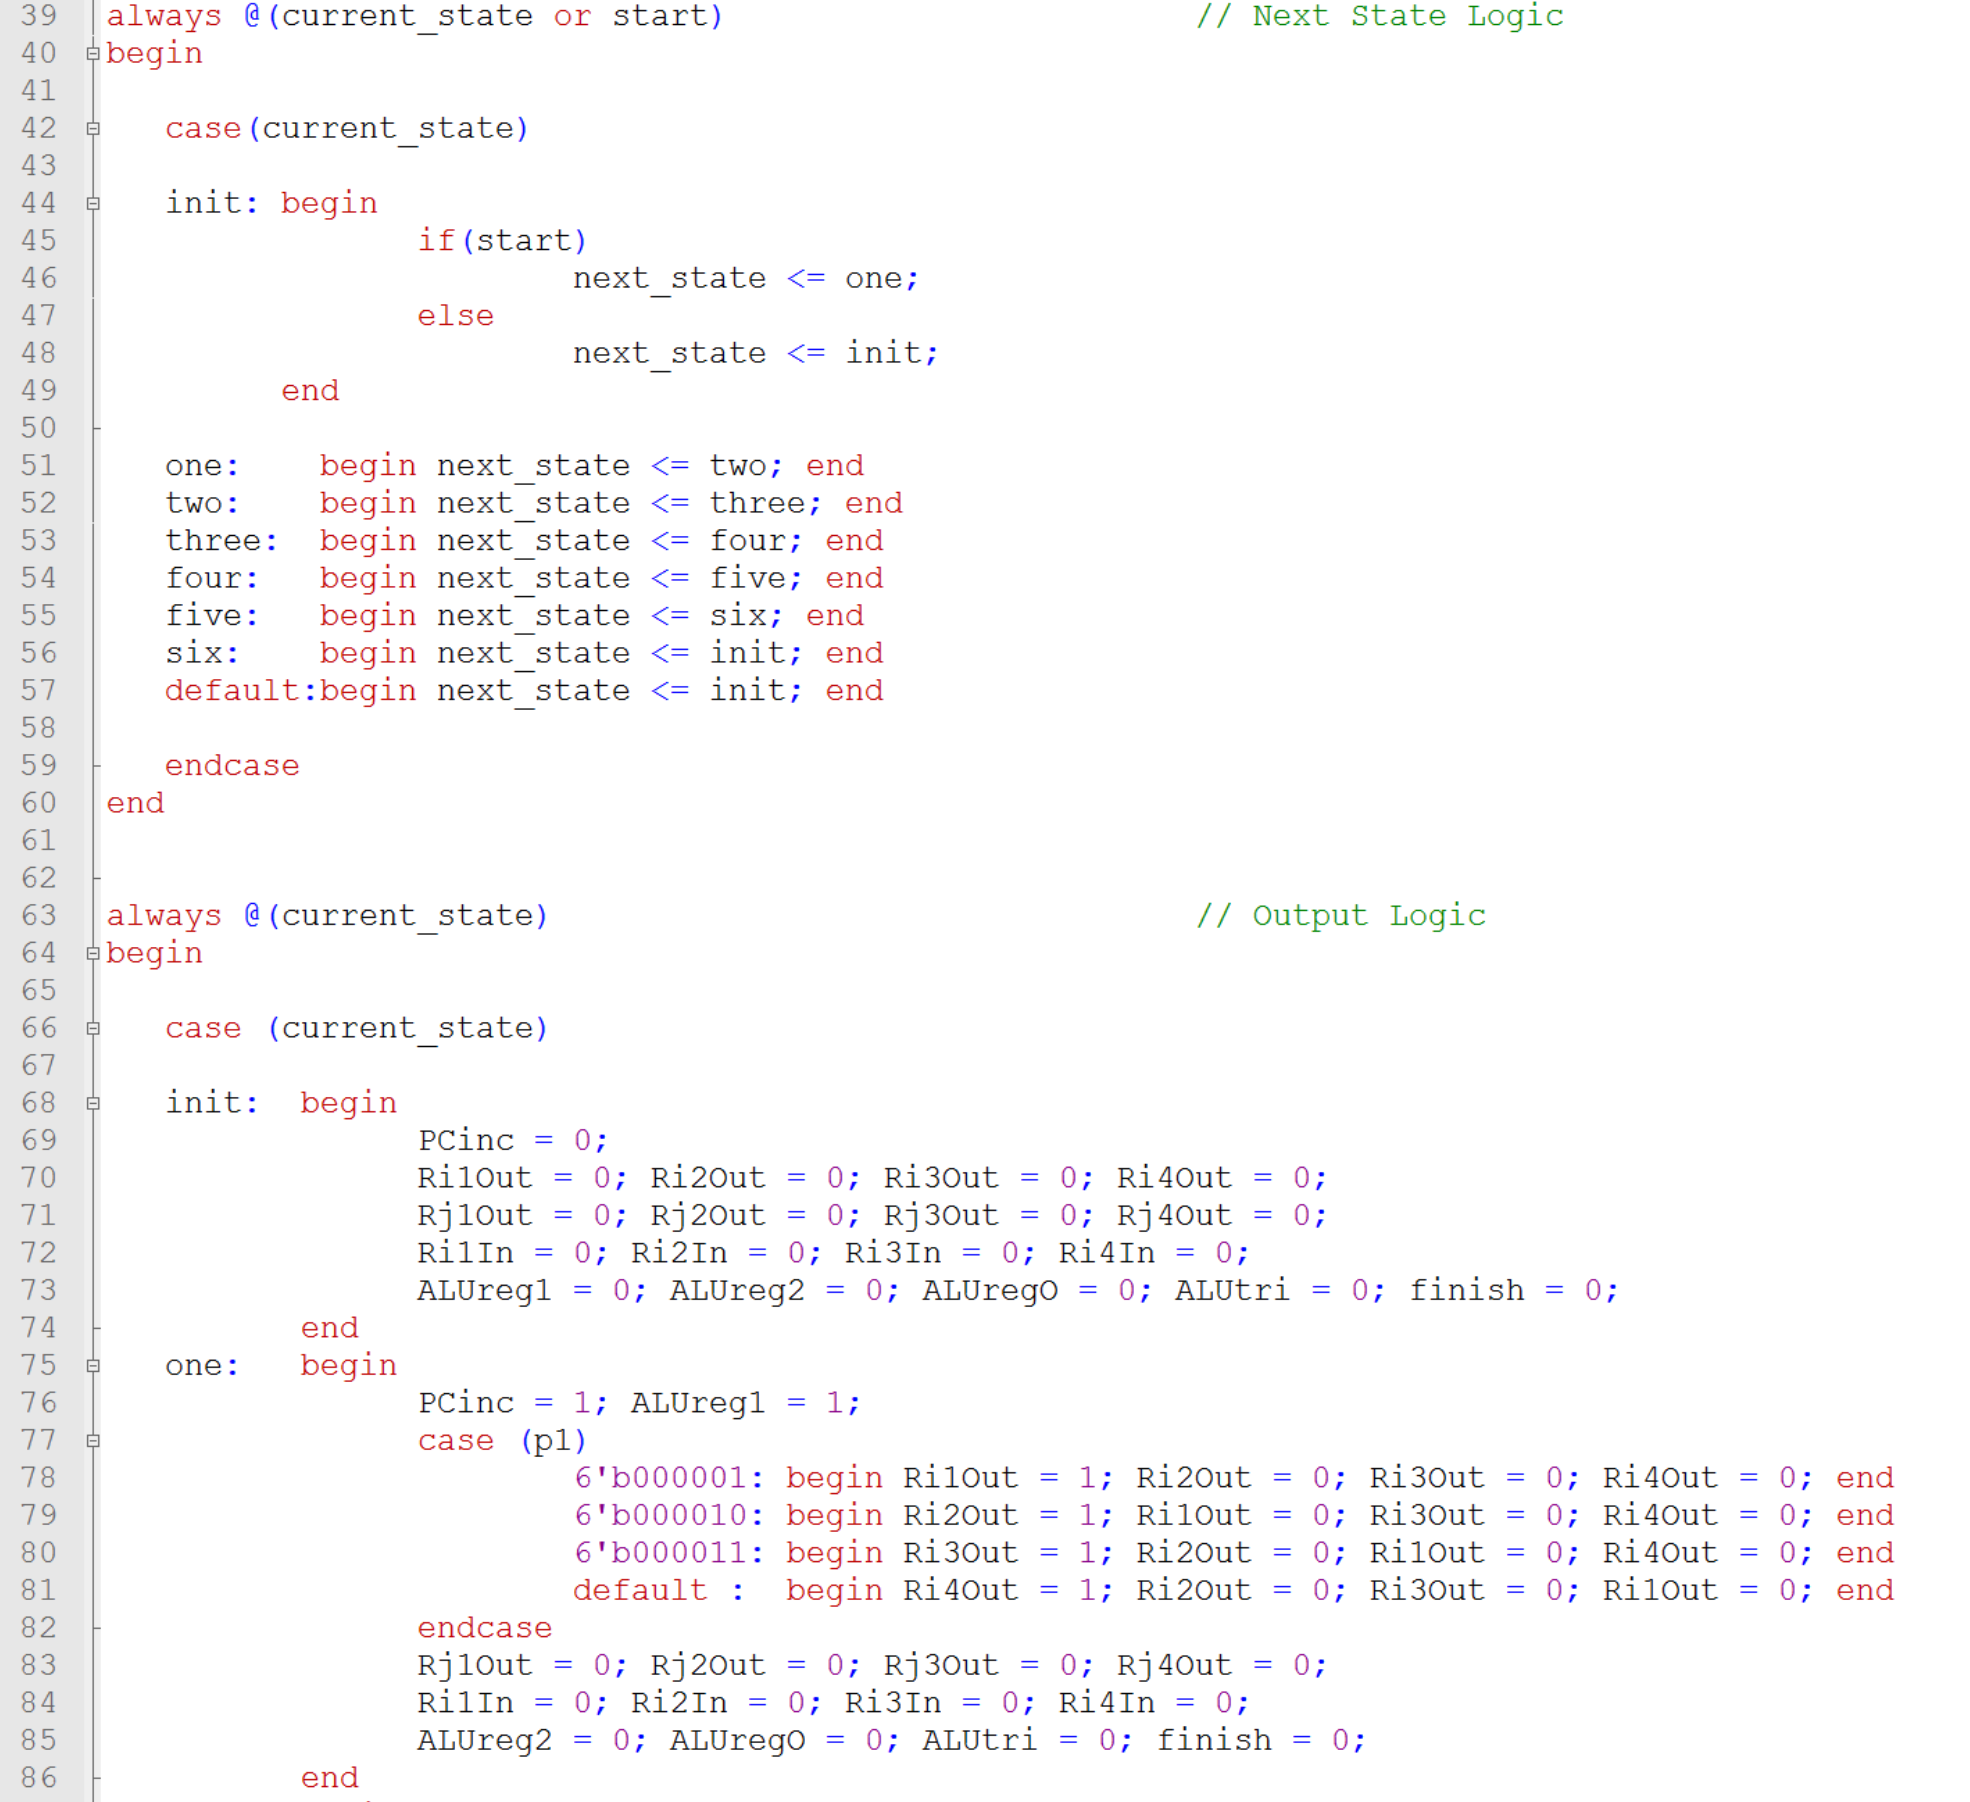 39 always @(current_state or start) // Next State Logic
40 begin
41
42 case(current_state)
43
44 init: begin
45 if(start)
46 next_state <= one;
47 else
48 next_state <= init;
49 end
50
51 one: begin next_state <= two; end
52 two: begin next_state <= three; end
53 three: begin next_state <= four; end
54 four: begin next_state <= five; end
55 five: begin next_state <= six; end
56 six: begin next_state <= init; end
57 default:begin next_state <= init; end
58
59 endcase
60 end
61
62
63 always @(current_state) // Output Logic
64 begin
65
66 case (current_state)
67
68 init: begin
69 PCinc = 0;
70 Ri1Out = 0; Ri2Out = 0; Ri3Out = 0; Ri4Out = 0;
71 Rj1Out = 0; Rj2Out = 0; Rj3Out = 0; Rj4Out = 0;
72 Ri1In = 0; Ri2In = 0; Ri3In = 0; Ri4In = 0;
73 ALUreg1 = 0; ALUreg2 = 0; ALUregO = 0; ALUtri = 0; finish = 0;
74 end
75 one: begin
76 PCinc = 1; ALUreg1 = 1;
77 case (p1)
78 6'b000001: begin Ri1Out = 1; Ri2Out = 0; Ri3Out = 0; Ri4Out = 0; end
79 6'b000010: begin Ri2Out = 1; Ri1Out = 0; Ri3Out = 0; Ri4Out = 0; end
80 6'b000011: begin Ri3Out = 1; Ri2Out = 0; Ri1Out = 0; Ri4Out = 0; end
81 default : begin Ri4Out = 1; Ri2Out = 0; Ri3Out = 0; Ri1Out = 0; end
82 endcase
83 Rj1Out = 0; Rj2Out = 0; Rj3Out = 0; Rj4Out = 0;
84 Ri1In = 0; Ri2In = 0; Ri3In = 0; Ri4In = 0;
85 ALUreg2 = 0; ALUregO = 0; ALUtri = 0; finish = 0;
86 end